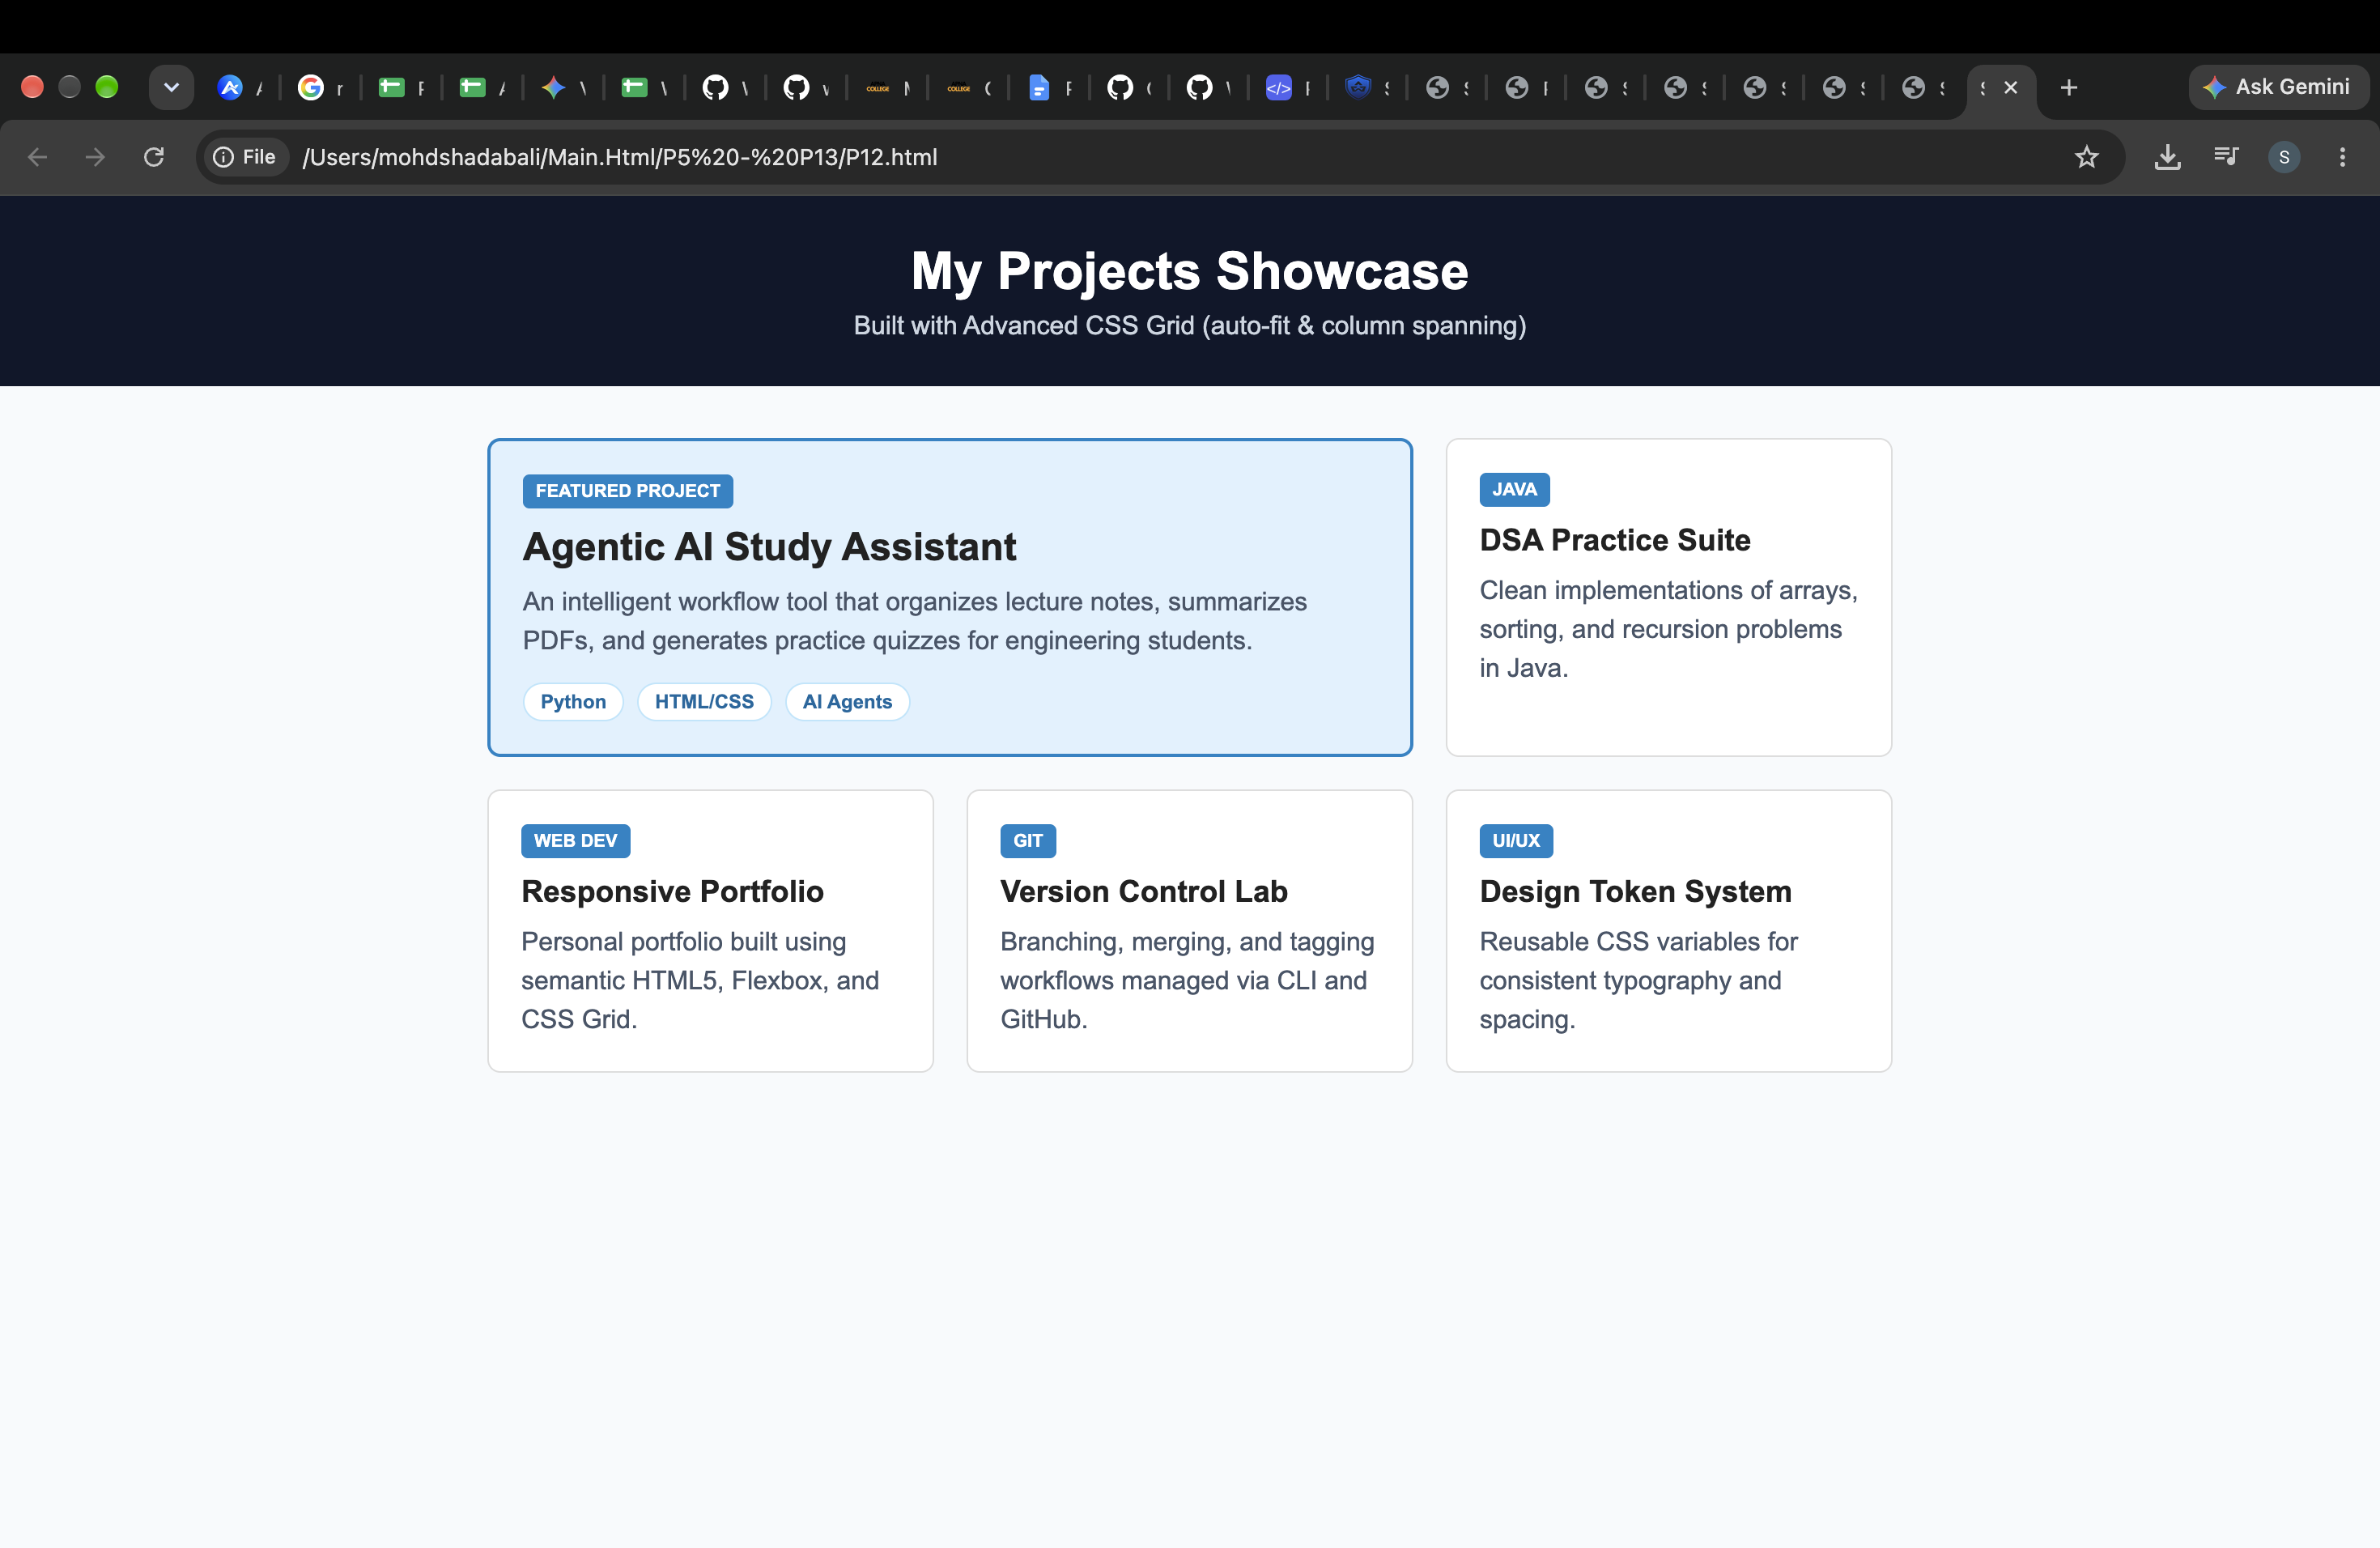 Ask Gemini
File
/Users/mohdshadabali/Main.Html/P5%20-%20P13/P12.html
S
My Projects Showcase
Built with Advanced CSS Grid (auto-fit & column spanning)
FEATURED PROJECT
Agentic AI Study Assistant
An intelligent workflow tool that organizes lecture notes, summarizes
PDFs, and generates practice quizzes for engineering students.
Python
HTML/CSS
AI Agents
JAVA
DSA Practice Suite
Clean implementations of arrays,
sorting, and recursion problems
in Java.
WEB DEV
Responsive Portfolio
Personal portfolio built using
semantic HTML5, Flexbox, and
CSS Grid.
GIT
Version Control Lab
Branching, merging, and tagging
workflows managed via CLI and
GitHub.
UI/UX
Design Token System
Reusable CSS variables for
consistent typography and
spacing.